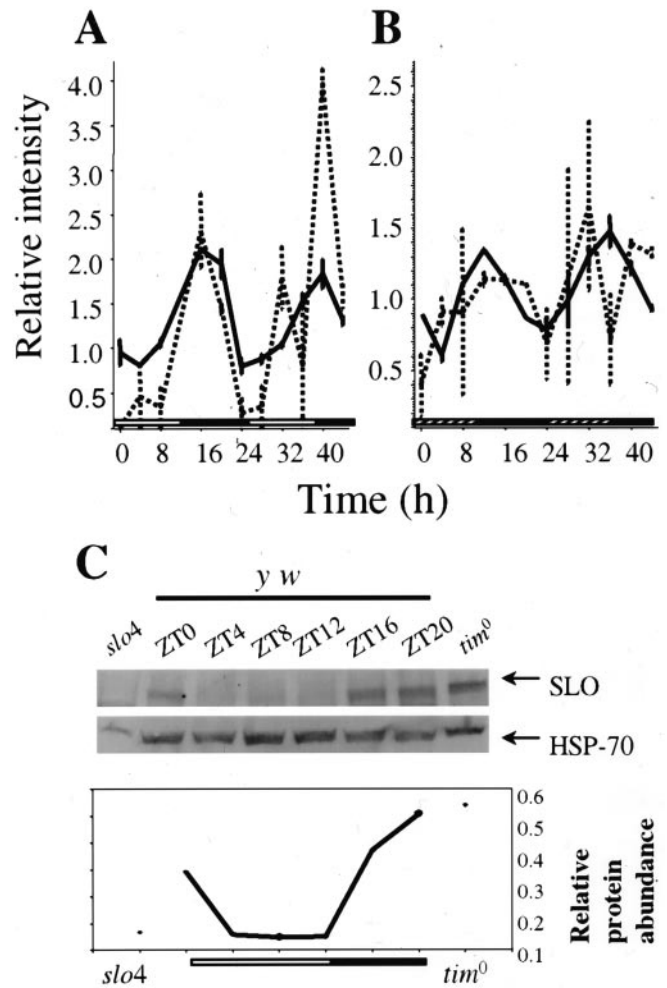 A
B
Relative intensity
4.0
3.5
3.0
2.5
2.0
1.5
1.0
0.5
2.5
2.0
1.5
1.0
0.5
0 8 16 24 32 40
0 8 16 24 32 40
Time (h)
C
y w
slo4 ZT0 ZT4 ZT8 ZT12 ZT16 ZT20 tim⁰
SLO
HSP-70
0.6
0.5
0.4
0.3
0.2
0.1
Relative
protein
abundance
slo4
tim⁰